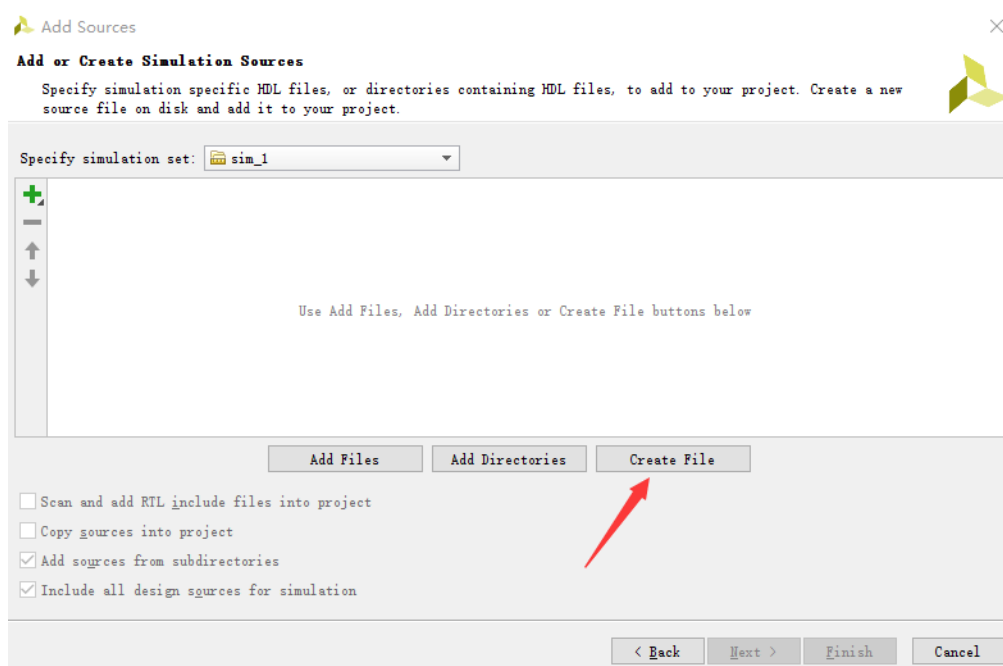 Add Sources
Add or Create Simulation Sources
Specify simulation specific HDL files, or directories containing HDL files, to add to your project. Create a new
source file on disk and add it to your project.
Specify simulation set: sim_1
Use Add Files, Add Directories or Create File buttons below
Add Files Add Directories Create File
Scan and add RTL include files into project
Copy sources into project
Add sources from subdirectories
Include all design sources for simulation
< Back Next > Finish Cancel